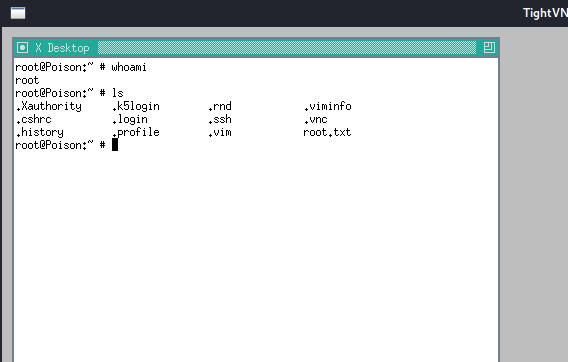 TightVN
X Desktop
root@Poison:~ # whoami
root
root@Poison:~ # ls
.Xauthority .k5login .rnd .viminfo
.cshrc .login .ssh .vnc
.history .profile .vim root.txt
root@Poison:~ #